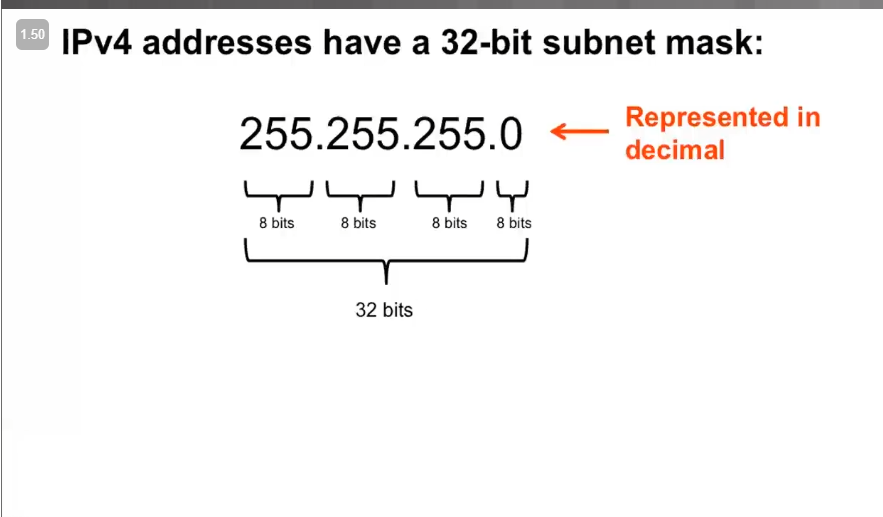 1.50
IPv4 addresses have a 32-bit subnet mask:
255.255.255.0
Represented in
decimal
8 bits 8 bits 8 bits 8 bits
32 bits